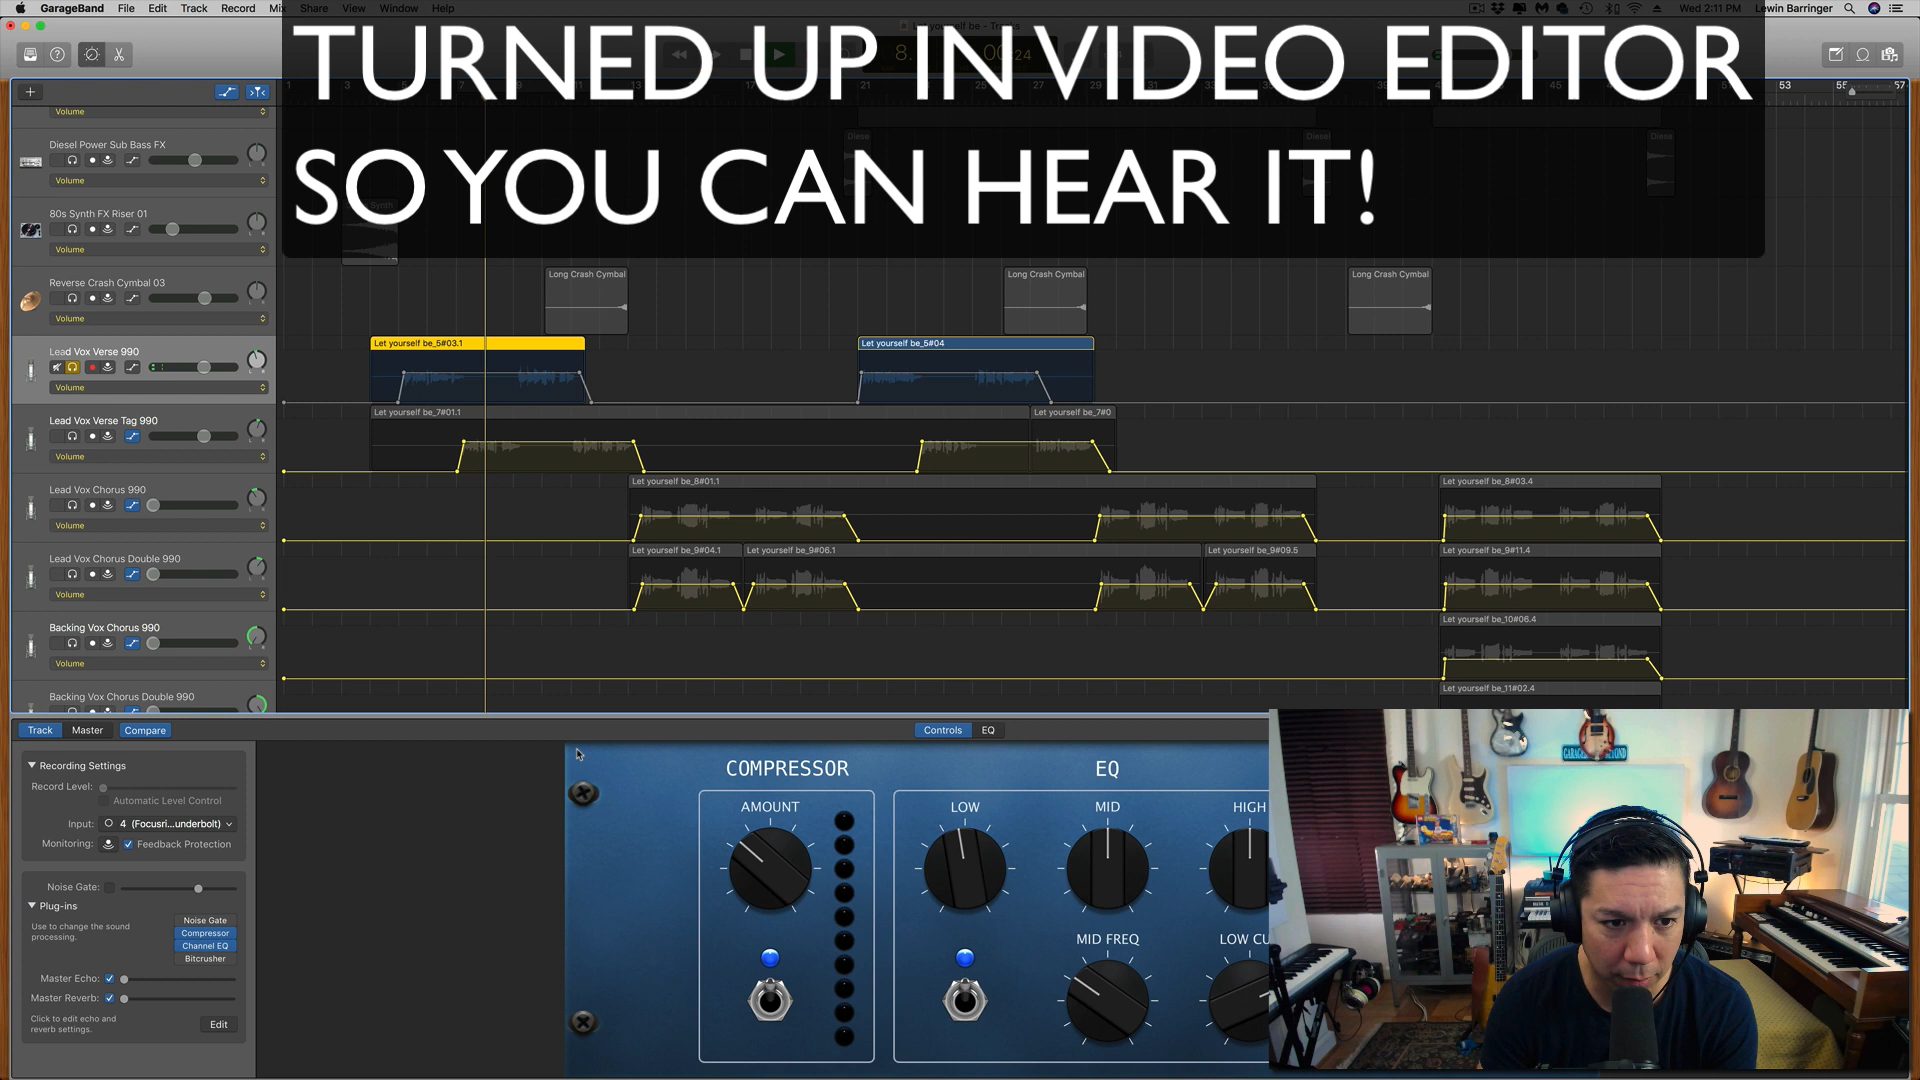 GarageBand File Edit Track Record Mix Share View Window Help
Wed 2:11 PM Lewin Barringer
TURNED UP IN VIDEO EDITOR
SO YOU CAN HEAR IT!
Volume
Diesel Power Sub Bass FX
Volume
80s Synth FX Riser 01
Volume
Reverse Crash Cymbal 03
Volume
Long Crash Cymbal
Long Crash Cymbal
Long Crash Cymbal
Lead Vox Verse 990
Volume
Let yourself be_5#03.1
Let yourself be_5#04
Lead Vox Verse Tag 990
Volume
Let yourself be_7#01.1
Let yourself be_7#0
Lead Vox Chorus 990
Volume
Let yourself be_8#01.1
Let yourself be_8#03.4
Lead Vox Chorus Double 990
Volume
Let yourself be_9#04.1
Let yourself be_9#06.1
Let yourself be_9#09.5
Let yourself be_9#11.4
Backing Vox Chorus 990
Volume
Let yourself be_10#06.4
Backing Vox Chorus Double 990
Let yourself be_11#02.4
Track Master Compare
Controls EQ
Recording Settings
Record Level:
Automatic Level Control
Input: 4 (Focusri...underbolt)
Monitoring: Feedback Protection
Noise Gate:
Plug-ins
Use to change the sound
processing.
Noise Gate
Compressor
Channel EQ
Bitcrusher
Master Echo:
Master Reverb:
Click to edit echo and
reverb settings.
Edit
COMPRESSOR
AMOUNT
EQ
LOW MID HIGH
MID FREQ LOW CU